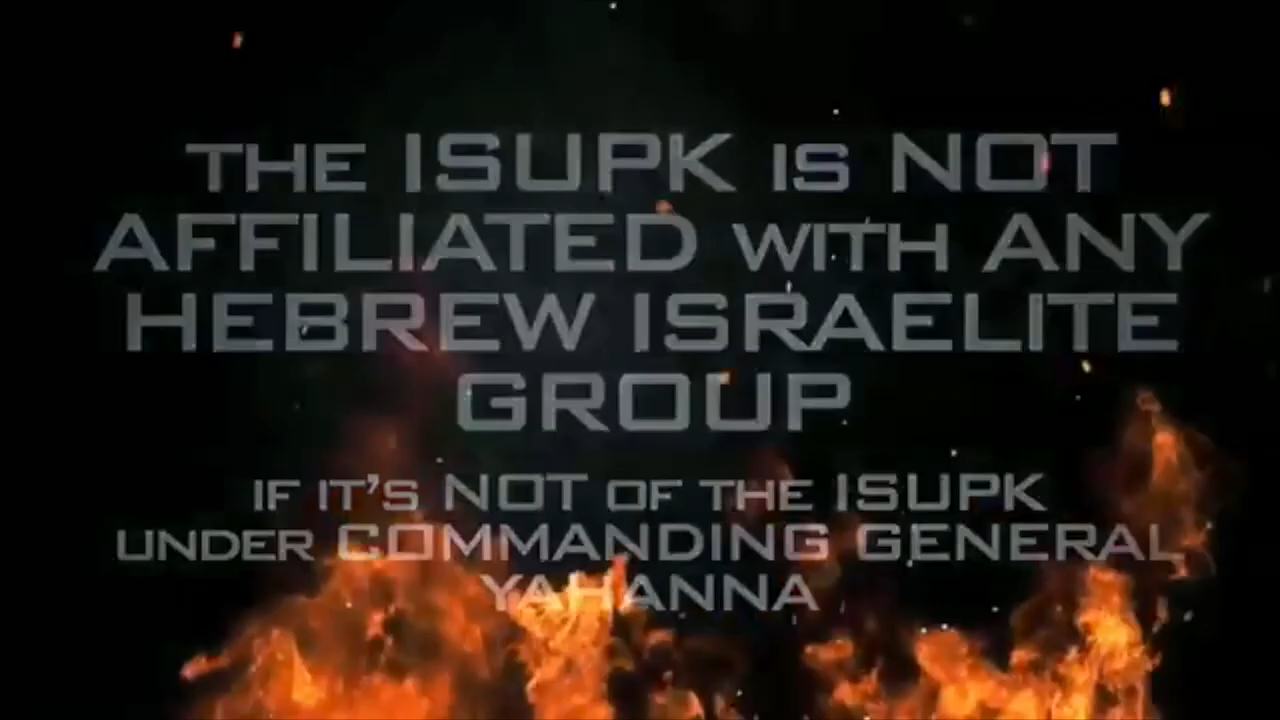 THE ISUPK IS NOT
AFFILIATED WITH ANY
HEBREW ISRAELITE
GROUP
IF IT'S NOT OF THE ISUPK
UNDER COMMANDING GENERAL
YAHANNA